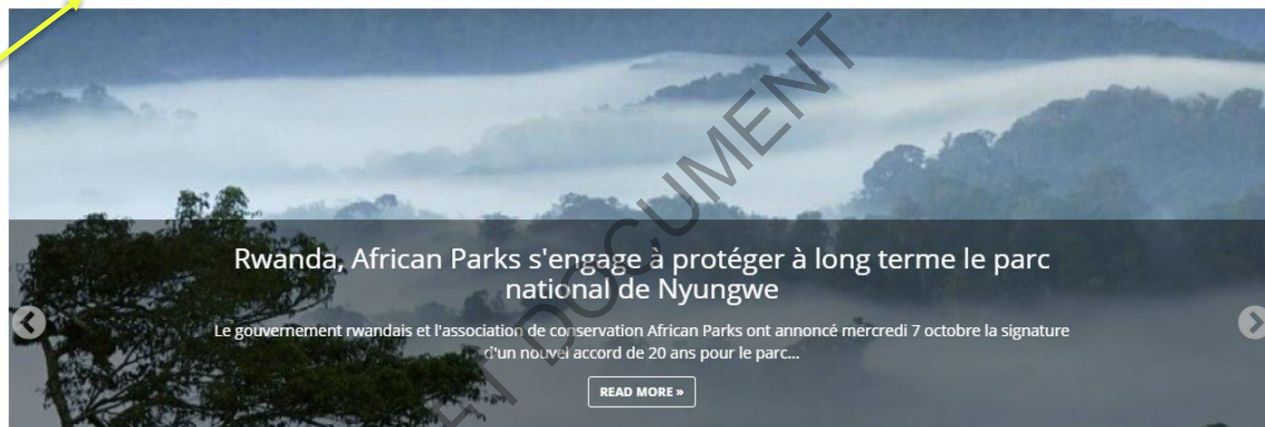 Rwanda, African Parks s'engage à protéger à long terme le parc
national de Nyungwe
Le gouvernement rwandais et l'association de conservation African Parks ont annoncé mercredi 7 octobre la signature
d'un nouvel accord de 20 ans pour le parc...
READ MORE »
DOCUMENT